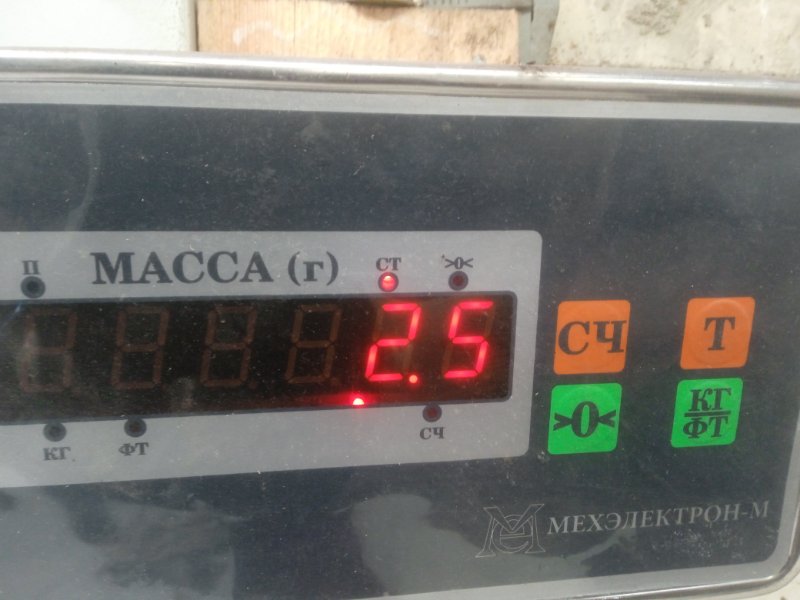 П
МАССА (г)
СТ
>0<
2.5
КГ
ФТ
СЧ
СЧ
Т
>0<
КГ
ФТ
МЕХЭЛЕКТРОН-М